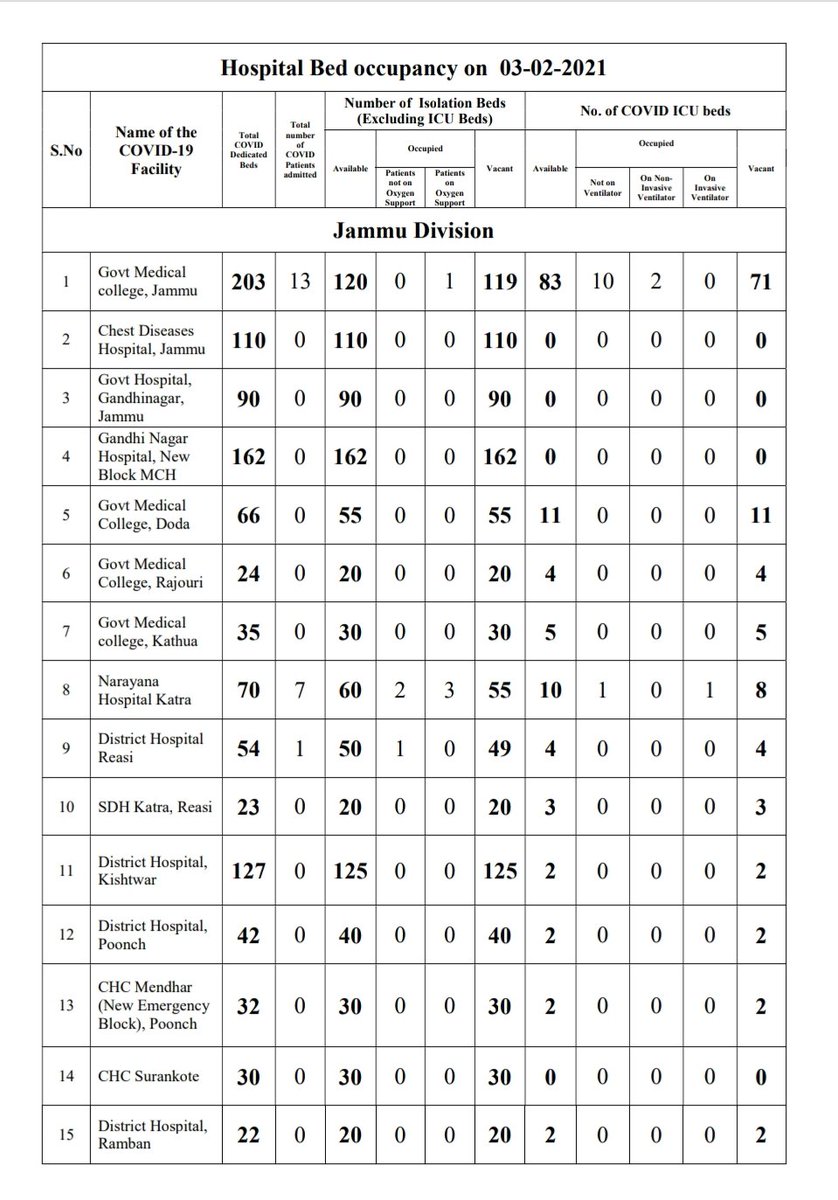 Hospital Bed occupancy on 03-02-2021
S.No
Name of the
COVID-19
Facility
Total
COVID
Dedicated
Beds
Total
number
of
COVID
Patients
admitted
Number of Isolation Beds
(Excluding ICU Beds)
No. of COVID ICU beds
Available
Occupied
Patients
not on
Oxygen
Support
Patients
on
Oxygen
Support
Vacant
Available
Occupied
Not on
Ventilator
On Non-
Invasive
Ventilator
On
Invasive
Ventilator
Vacant
Jammu Division
1 Govt Medical
college, Jammu 203 13 120 0 1 119 83 10 2 0 71
2 Chest Diseases
Hospital, Jammu 110 0 110 0 0 110 0 0 0 0 0
3 Govt Hospital,
Gandhinagar,
Jammu 90 0 90 0 0 90 0 0 0 0 0
4 Gandhi Nagar
Hospital, New
Block MCH 162 0 162 0 0 162 0 0 0 0 0
5 Govt Medical
College, Doda 66 0 55 0 0 55 11 0 0 0 11
6 Govt Medical
College, Rajouri 24 0 20 0 0 20 4 0 0 0 4
7 Govt Medical
college, Kathua 35 0 30 0 0 30 5 0 0 0 5
8 Narayana
Hospital Katra 70 7 60 2 3 55 10 1 0 1 8
9 District Hospital
Reasi 54 1 50 1 0 49 4 0 0 0 4
10 SDH Katra, Reasi 23 0 20 0 0 20 3 0 0 0 3
11 District Hospital,
Kishtwar 127 0 125 0 0 125 2 0 0 0 2
12 District Hospital,
Poonch 42 0 40 0 0 40 2 0 0 0 2
13 CHC Mendhar
(New Emergency
Block), Poonch 32 0 30 0 0 30 2 0 0 0 2
14 CHC Surankote 30 0 30 0 0 30 0 0 0 0 0
15 District Hospital,
Ramban 22 0 20 0 0 20 2 0 0 0 2